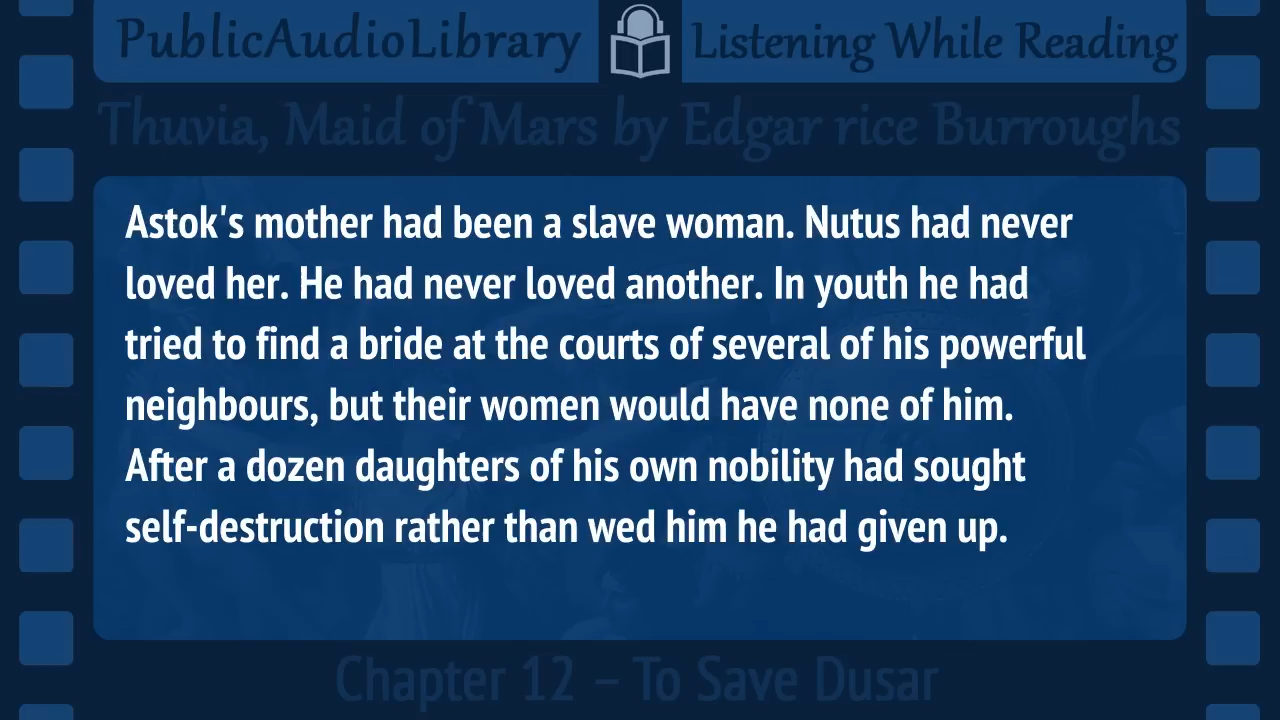 PublicAudioLibrary Listening While Reading
Thuvia, Maid of Mars by Edgar rice Burroughs
Astok's mother had been a slave woman. Nutus had never
loved her. He had never loved another. In youth he had
tried to find a bride at the courts of several of his powerful
neighbours, but their women would have none of him.
After a dozen daughters of his own nobility had sought
self-destruction rather than wed him he had given up.
Chapter 12 – To Save Dusar